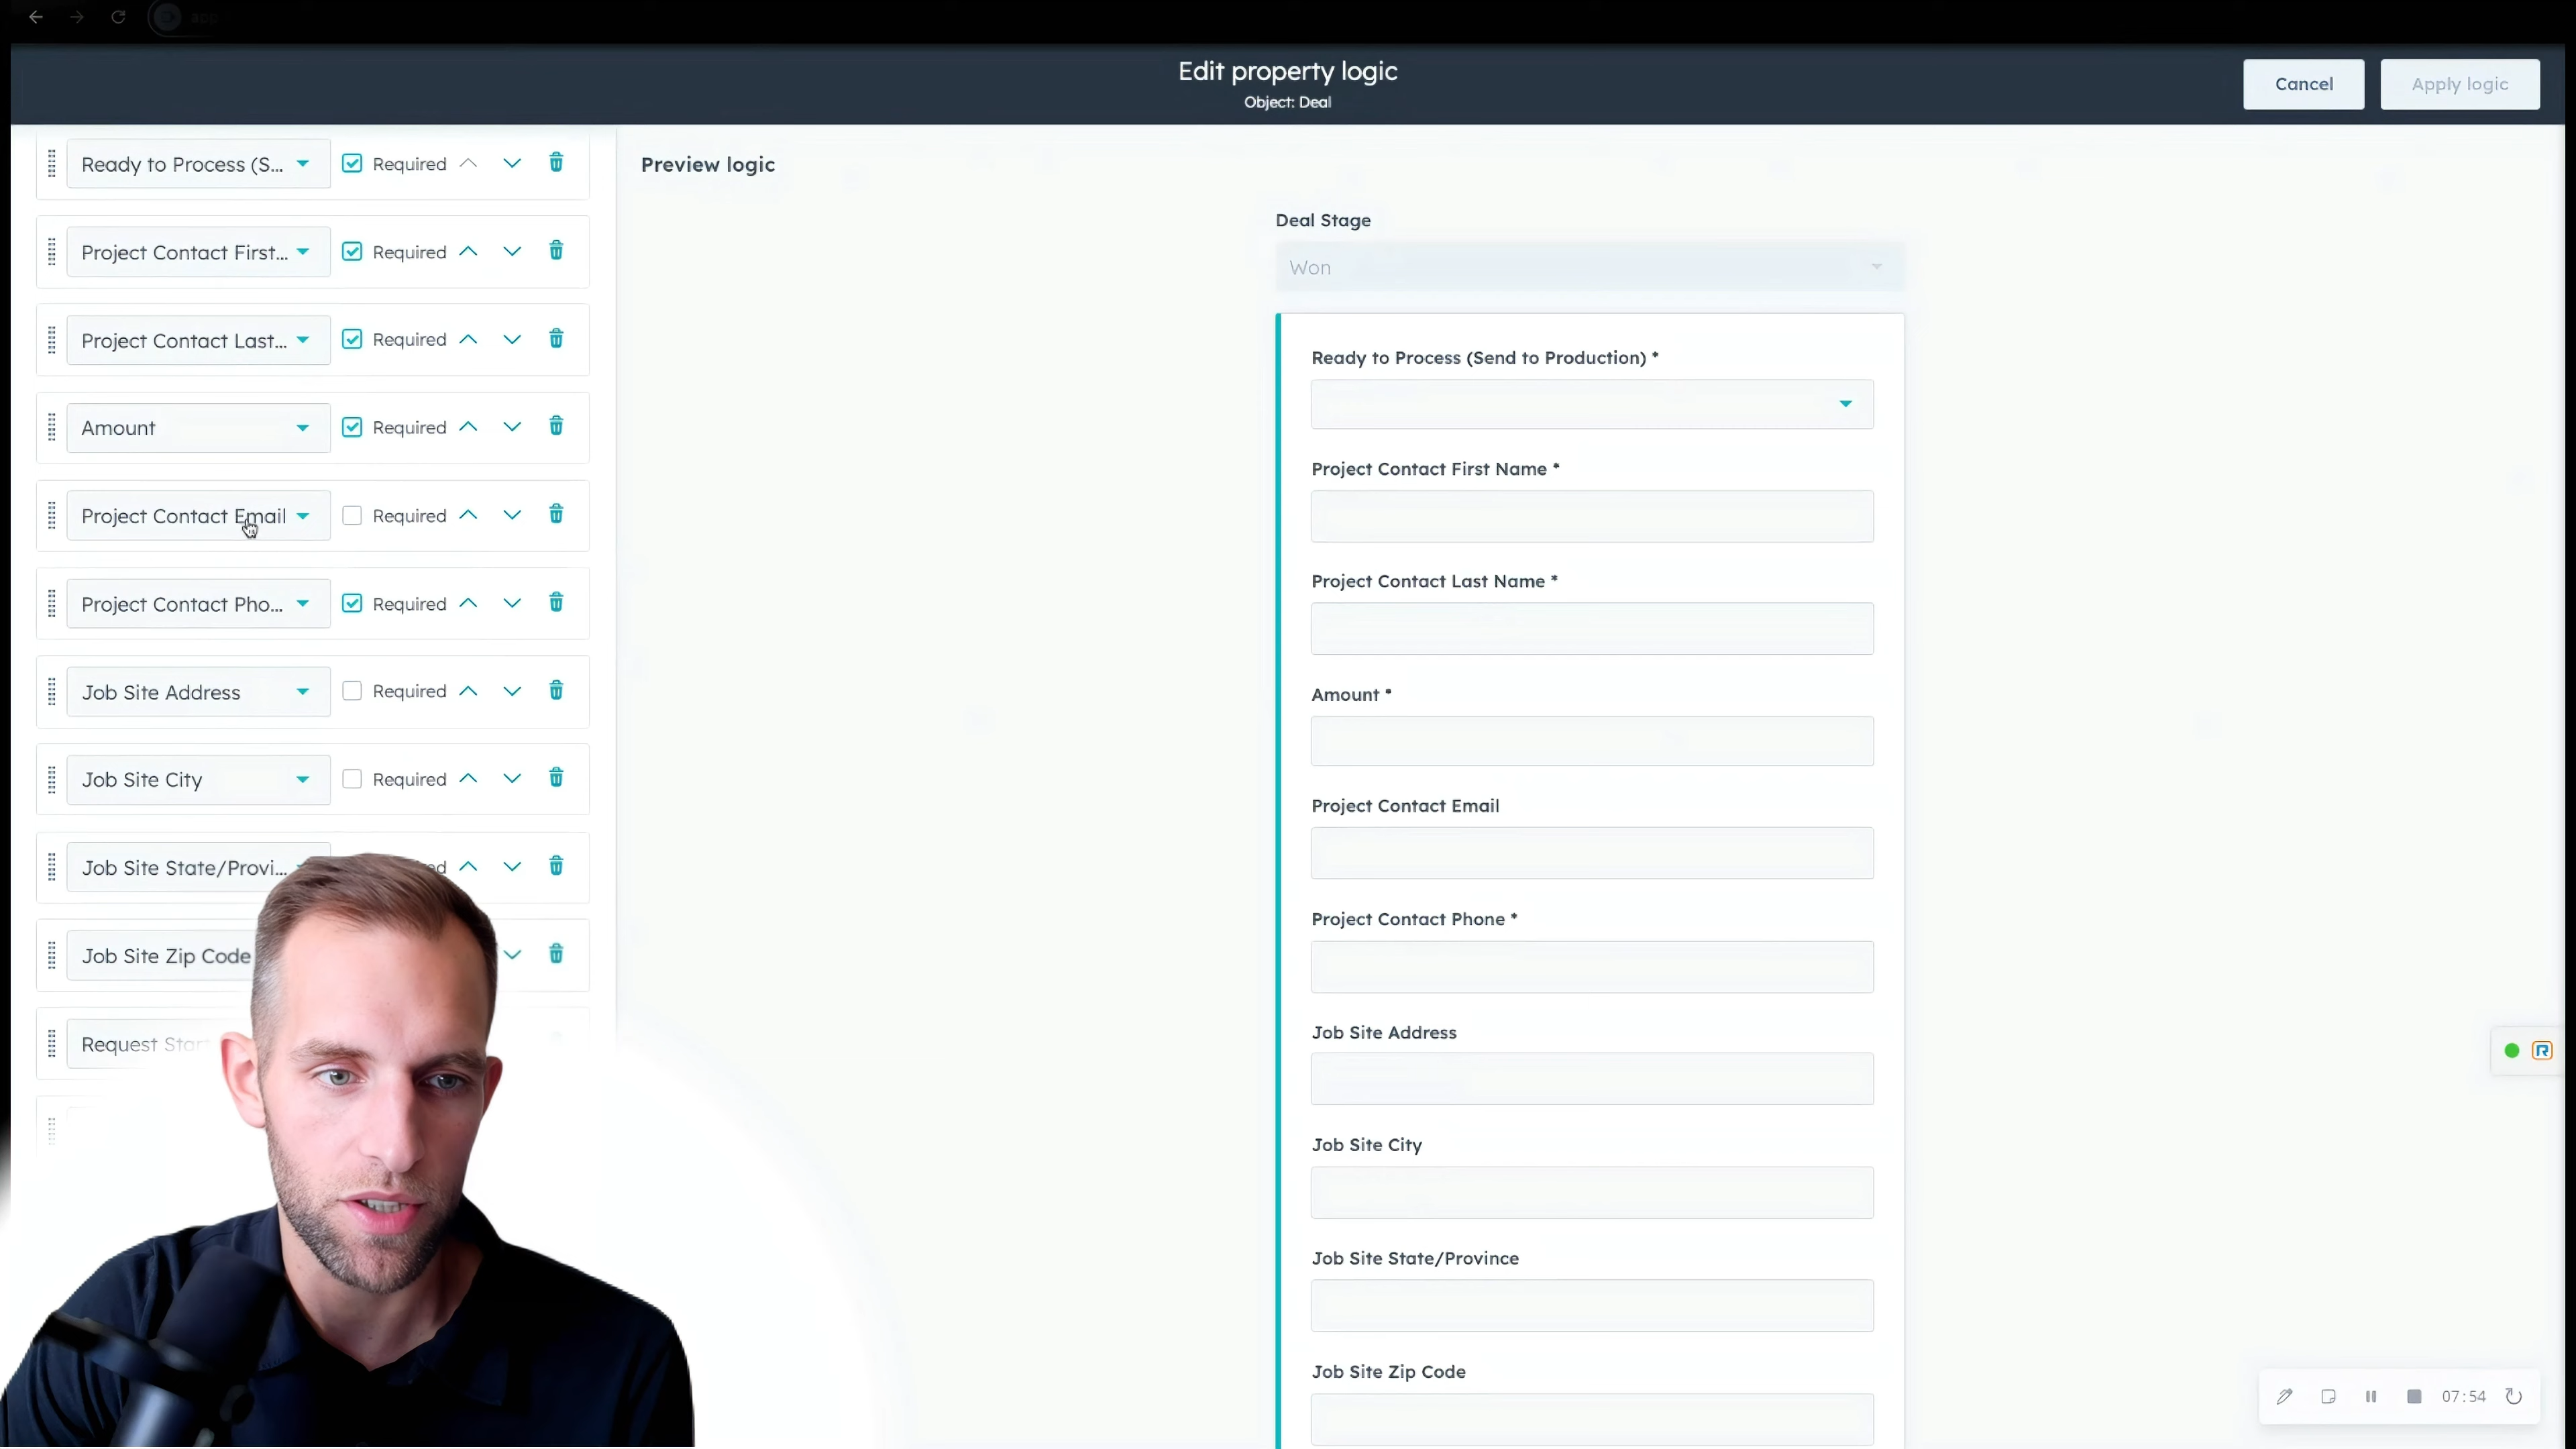 Edit property logic
Object: Deal
Cancel
Apply logic
Ready to Process (S...
Required
Project Contact First...
Required
Project Contact Last...
Required
Amount
Required
Project Contact Email
Required
Project Contact Pho...
Required
Job Site Address
Required
Job Site City
Required
Job Site State/Provi...
Job Site Zip Code
Request Start
Preview logic
Deal Stage
Won
Ready to Process (Send to Production) *
Project Contact First Name *
Project Contact Last Name *
Amount *
Project Contact Email
Project Contact Phone *
Job Site Address
Job Site City
Job Site State/Province
Job Site Zip Code
07:54